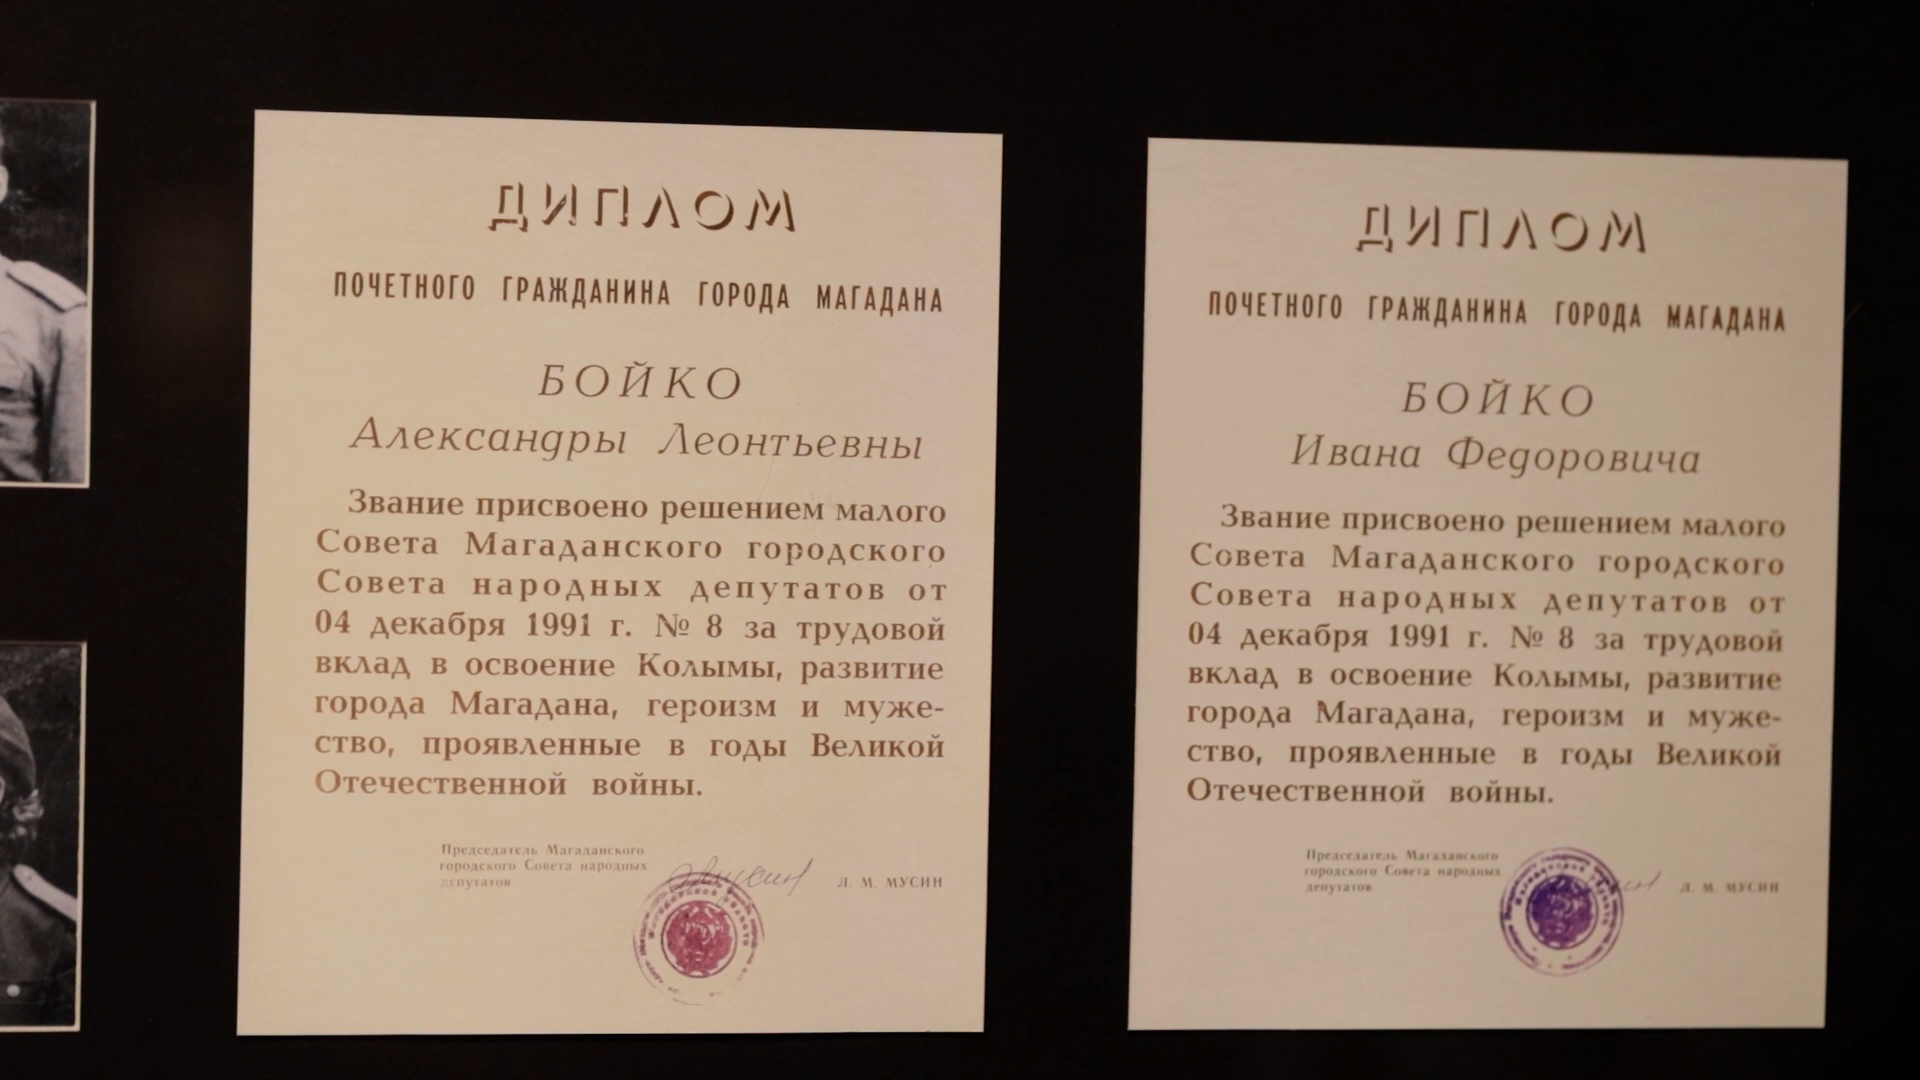 ДИПЛОМ
ПОЧЕТНОГО ГРАЖДАНИНА ГОРОДА МАГАДАНА
БОЙКО
Александры Леонтьевны
Звание присвоено решением малого
Совета Магаданского городского
Совета народных депутатов от
04 декабря 1991 г. № 8 за трудовой
вклад в освоение Колымы, развитие
города Магадана, героизм и муже-
ство, проявленные в годы Великой
Отечественной войны.
Председатель Магаданского
городского Совета народных
депутатов
Л. М. МУСИН
ДИПЛОМ
ПОЧЕТНОГО ГРАЖДАНИНА ГОРОДА МАГАДАНА
БОЙКО
Ивана Федоровича
Звание присвоено решением малого
Совета Магаданского городского
Совета народных депутатов от
04 декабря 1991 г. № 8 за трудовой
вклад в освоение Колымы, развитие
города Магадана, героизм и муже-
ство, проявленные в годы Великой
Отечественной войны.
Председатель Магаданского
городского Совета народных
депутатов
Л. М. МУСИН